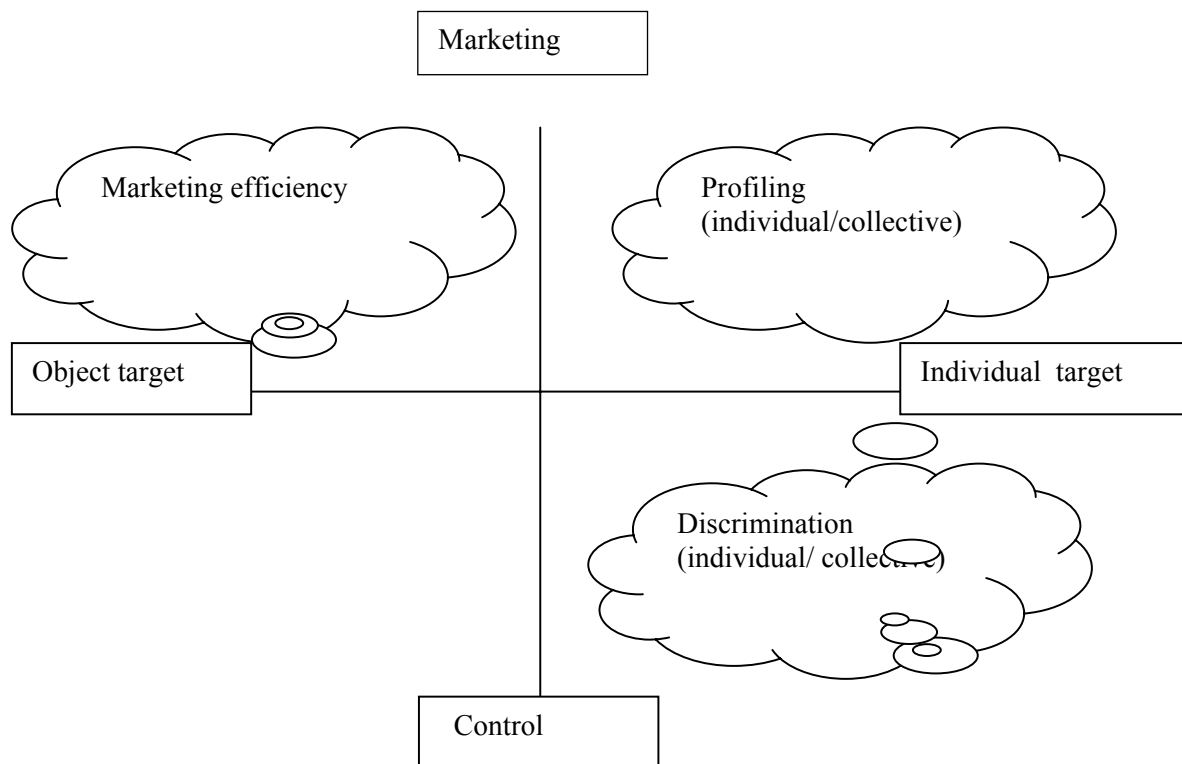 Marketing
Marketing efficiency
Profiling
(individual/collective)
Object target
Individual target
Discrimination
(individual/ collective)
Control